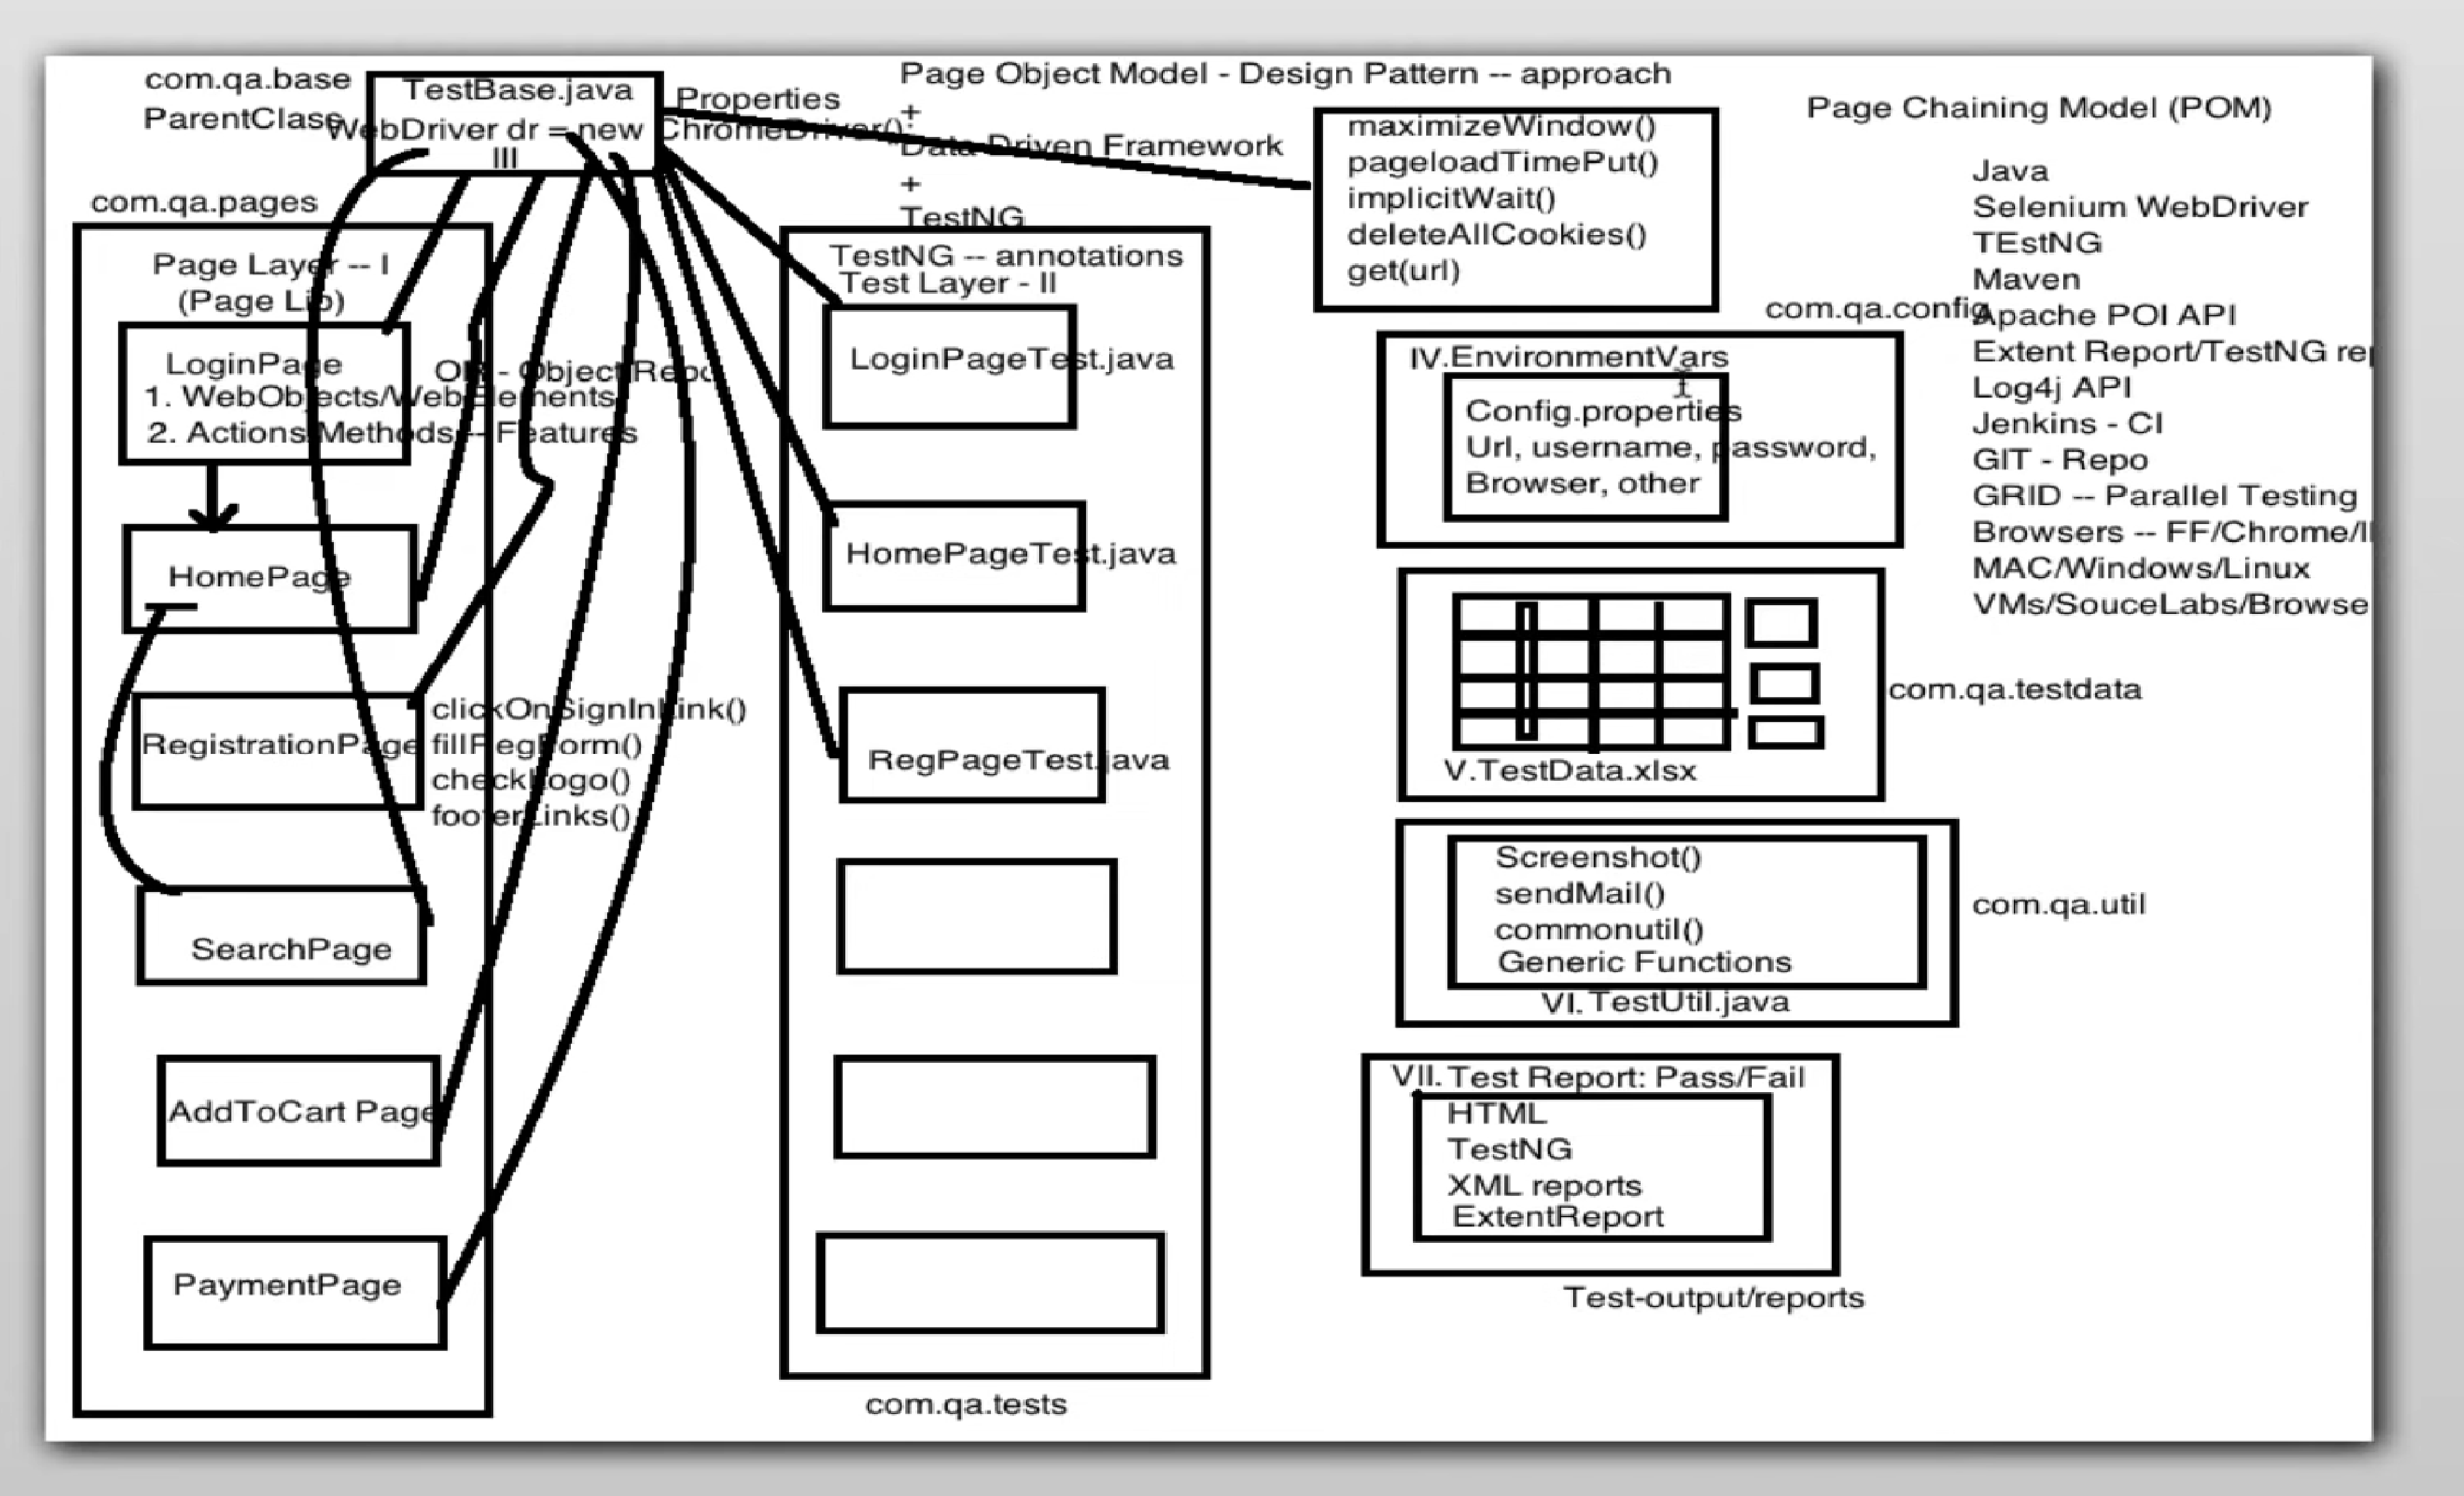 com.qa.base
ParentClass
TestBase.java
WebDriver dr = new ChromeDriver();
III
Properties
Page Object Model - Design Pattern -- approach
+
Data Driven Framework
+
TestNG
com.qa.pages
Page Layer -- I
(Page Lib)
LoginPage
OR - Object Repo
1. WebObjects/WebElements
2. Actions/Methods -- Features
HomePage
RegistrationPage
clickOnSignInLink()
fillRegForm()
checkLogo()
footerLinks()
SearchPage
AddToCart Page
PaymentPage
TestNG -- annotations
Test Layer - II
LoginPageTest.java
HomePageTest.java
RegPageTest.java
com.qa.tests
maximizeWindow()
pageloadTimePut()
implicitWait()
deleteAllCookies()
get(url)
com.qa.config
IV.EnvironmentVars
Config.properties
Url, username, password,
Browser, other
V.TestData.xlsx
com.qa.testdata
Screenshot()
sendMail()
commonutil()
Generic Functions
VI.TestUtil.java
com.qa.util
VII.Test Report: Pass/Fail
HTML
TestNG
XML reports
ExtentReport
Test-output/reports
Page Chaining Model (POM)
Java
Selenium WebDriver
TEstNG
Maven
Apache POI API
Extent Report/TestNG
Log4j API
Jenkins - CI
GIT - Repo
GRID -- Parallel Testing
Browsers -- FF/Chrome/
MAC/Windows/Linux
VMs/SouceLabs/Browse